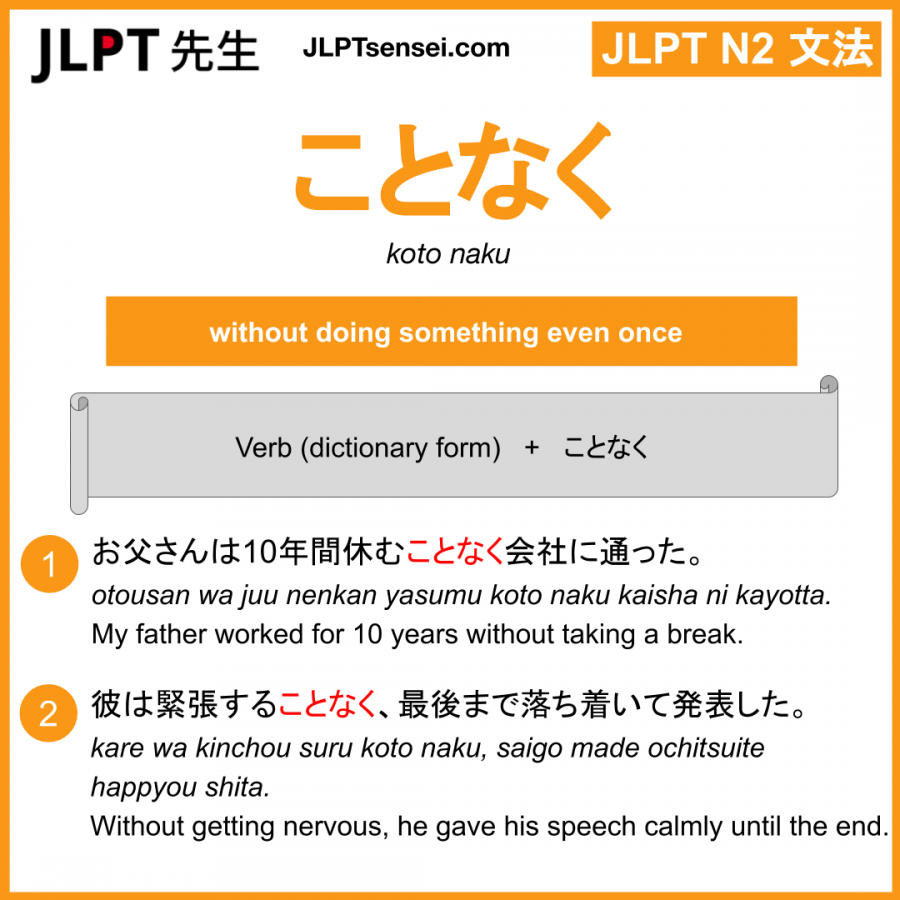 JLPT 先生
JLPTsensei.com
JLPT N2 文法
ことなく
koto naku
without doing something even once
Verb (dictionary form) + ことなく
1 お父さんは10年間休むことなく会社に通った。
otousan wa juu nenkan yasumu koto naku kaisha ni kayotta.
My father worked for 10 years without taking a break.
2 彼は緊張することなく、最後まで落ち着いて発表した。
kare wa kinchou suru koto naku, saigo made ochitsuite
happyou shita.
Without getting nervous, he gave his speech calmly until the end.